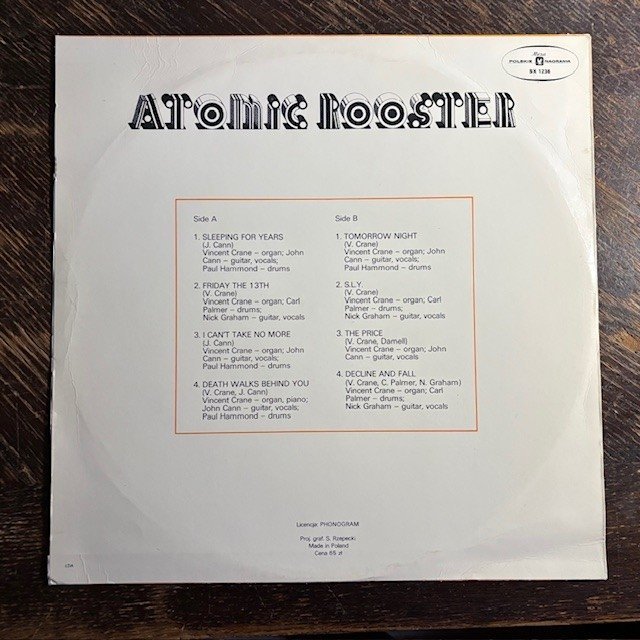 Muza
POLSKIE NAGRANIA
SX 1236
ATOMIC ROOSTER
Side A
1. SLEEPING FOR YEARS
(J. Cann)
Vincent Crane – organ; John
Cann – guitar, vocals;
Paul Hammond – drums
2. FRIDAY THE 13TH
(V. Crane)
Vincent Crane – organ; Carl
Palmer – drums;
Nick Graham – guitar, vocals
3. I CAN'T TAKE NO MORE
(J. Cann)
Vincent Crane – organ; John
Cann – guitar, vocals;
Paul Hammond – drums
4. DEATH WALKS BEHIND YOU
(V. Crane, J. Cann)
Vincent Crane – organ, piano;
John Cann – guitar, vocals;
Paul Hammond – drums
Side B
1. TOMORROW NIGHT
(V. Crane)
Vincent Crane – organ; John
Cann – guitar, vocals;
Paul Hammond – drums
2. S.L.Y.
(V. Crane)
Vincent Crane – organ; Carl
Palmer – drums;
Nick Graham – guitar, vocals
3. THE PRICE
(V. Crane, Darnell)
Vincent Crane – organ; John
Cann – guitar, vocals
4. DECLINE AND FALL
(V. Crane, C. Palmer, N. Graham)
Vincent Crane – organ; Carl
Palmer – drums;
Nick Graham – guitar, vocals
Licencja: PHONOGRAM
Proj. graf. S. Rzepecki
Made in Poland
Cena 65 zł